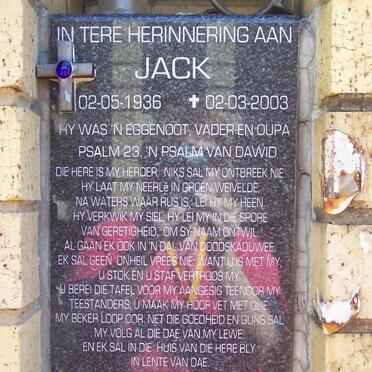 IN TERE HERINNERING AAN
JACK
02-05-1936 ✝ 02-03-2003
HY WAS 'N EGGENOOT, VADER EN OUPA
PSALM 23. 'N PSALM VAN DAWID
DIE HERE IS MY HERDER, NIKS SAL MY ONTBREEK NIE
HY LAAT MY NEERLê IN GROEN WEIVELDE.
NA WATERS WAAR RUS IS, LEI HY MY HEEN.
HY VERKWIK MY SIEL, HY LEI MY IN DIE SPORE
VAN GERETIGHEID, OM SY NAAM ONTWIL.
AL GAAN EK OOK IN 'N DAL VAN DOODSKADUWEE,
EK SAL GEEN ONHEIL VREES NIE; WANT U IS MET MY
U STOK EN U STAF VERTROOS MY.
U BEREI DIE TAFEL VOOR MY AANGESIG TEENOOR MY
TEESTANDERS; U MAAK MY HOOF VET MET OLIE
MY BEKER LOOP OOR. NET DIE GOEDHEID EN GUNS SAL
MY VOLG AL DIE DAE VAN MY LEWE;
EN EK SAL IN DIE HUIS VAN DIE HERE BLY
IN LENTE VAN DAE.